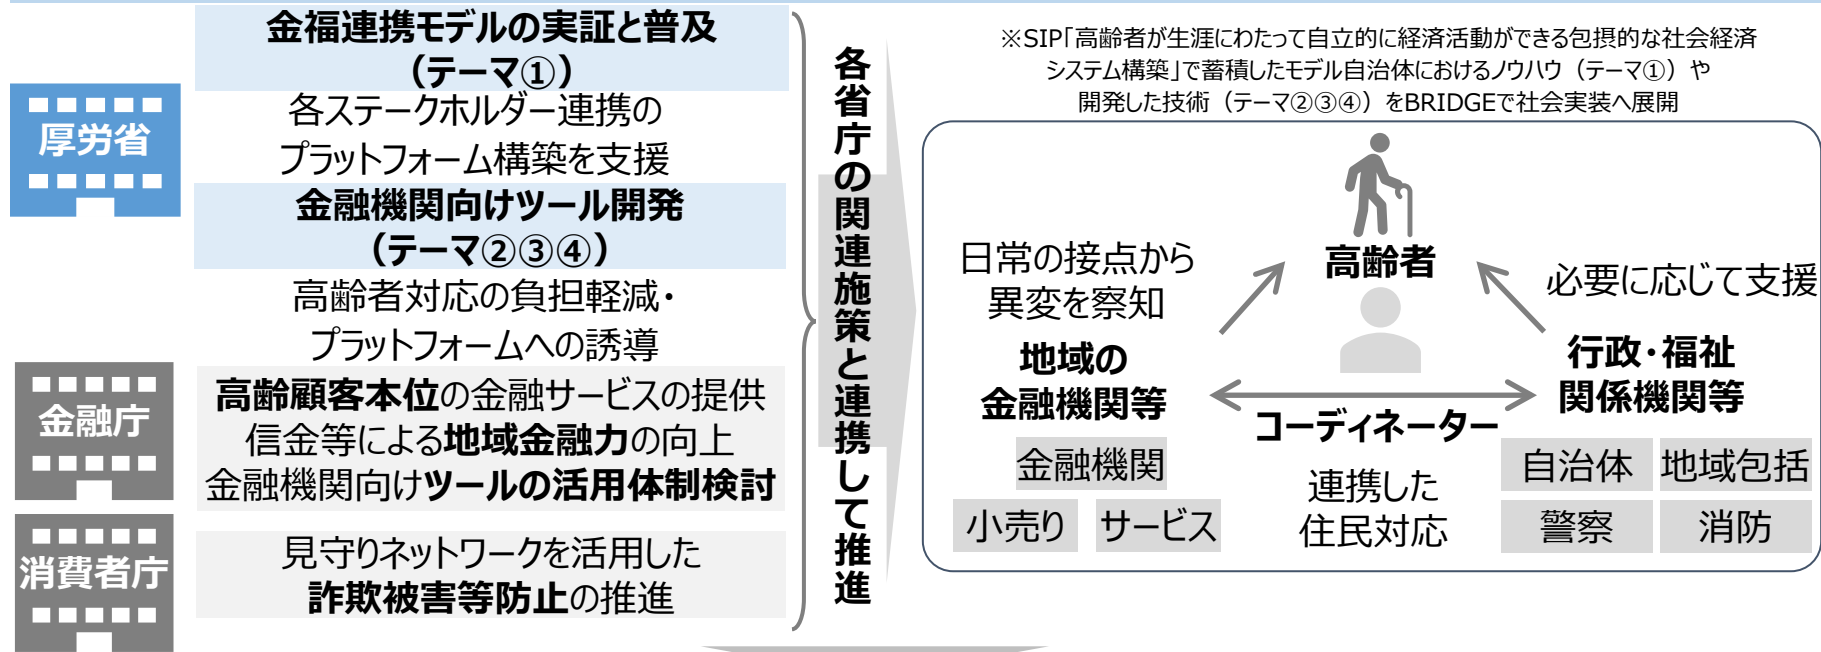 厚労省
金福連携モデルの実証と普及
（テーマ①）
各ステークホルダー連携の
プラットフォーム構築を支援
金融機関向けツール開発
（テーマ②③④）
高齢者対応の負担軽減・
プラットフォームへの誘導
金融庁
高齢顧客本位の金融サービスの提供
信金等による地域金融力の向上
金融機関向けツールの活用体制検討
消費者庁
見守りネットワークを活用した
詐欺被害等防止の推進
各省庁の関連施策と連携して推進
※SIP「高齢者が生涯にわたって自立的に経済活動ができる包摂的な社会経済
システム構築」で蓄積したモデル自治体におけるノウハウ（テーマ①）や
開発した技術（テーマ②③④）をBRIDGEで社会実装へ展開
高齢者
日常の接点から
異変を察知
必要に応じて支援
地域の
金融機関等
行政・福祉
関係機関等
コーディネーター
連携した
住民対応
金融機関
小売り
サービス
自治体
地域包括
警察
消防